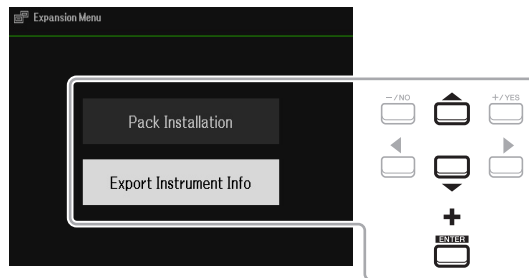 Expansion Menu
Pack Installation
Export Instrument Info
-/NO
+/YES
+
ENTER